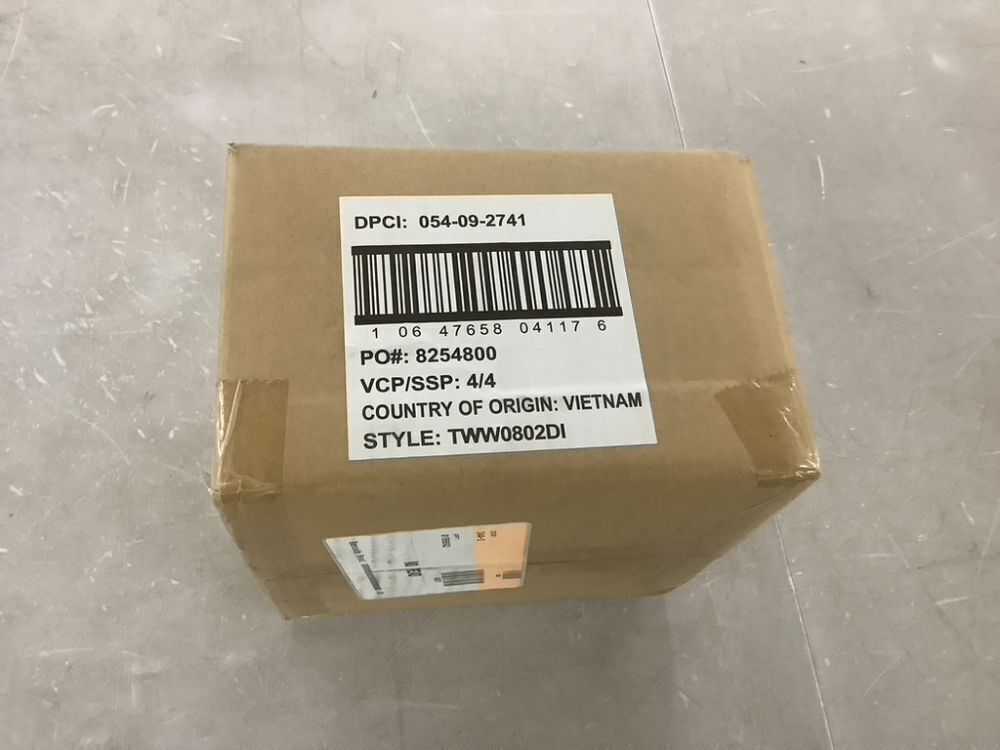 DPCI: 054-09-2741
1 06 47658 04117 6
PO#: 8254800
VCP/SSP: 4/4
COUNTRY OF ORIGIN: VIETNAM
STYLE: TWW0802DI